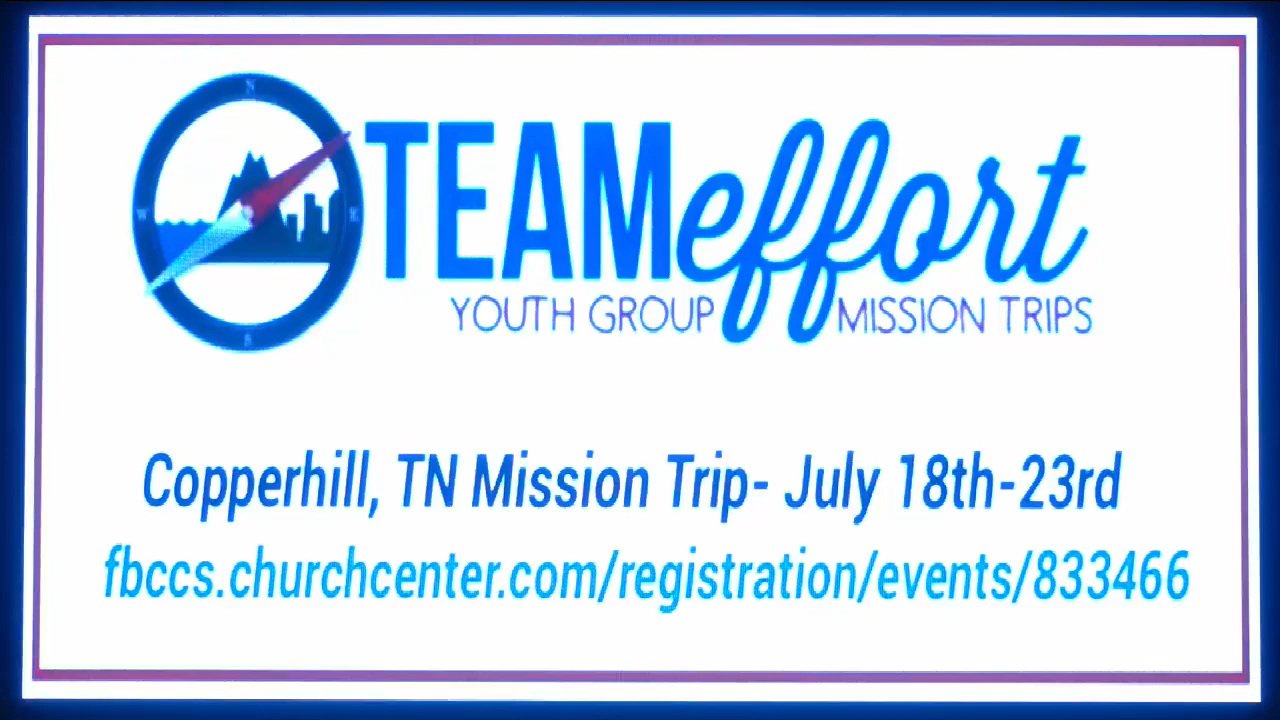 N
W
E
S
TEAMeffort
YOUTH GROUP MISSION TRIPS
Copperhill, TN Mission Trip- July 18th-23rd
fbccs.churchcenter.com/registration/events/833466